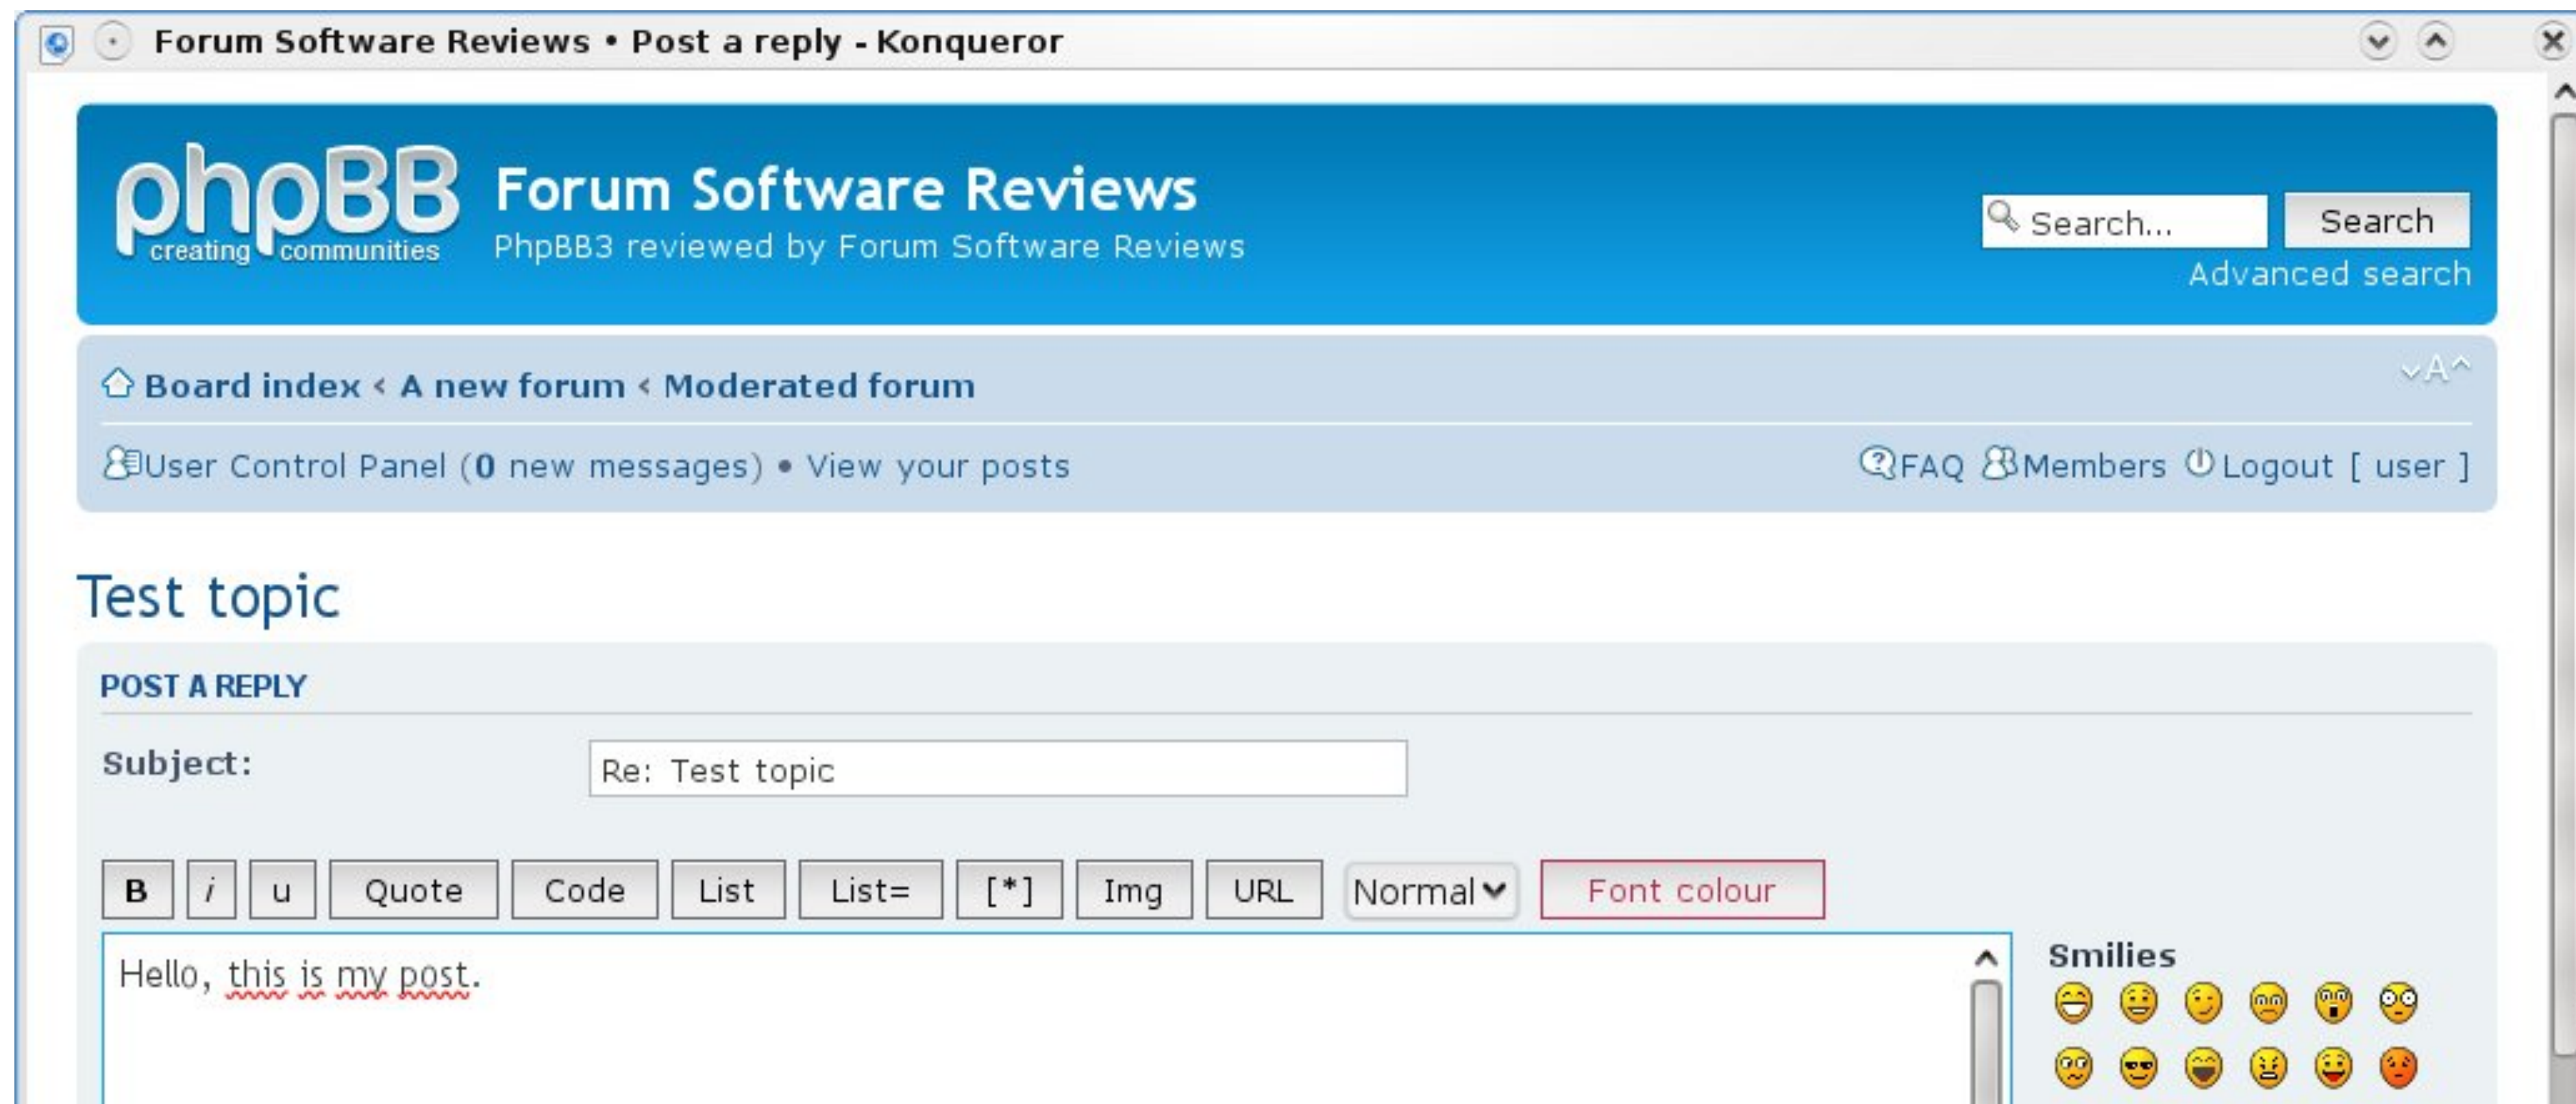 Forum Software Reviews • Post a reply - Konqueror
phpBB
creating communities
Forum Software Reviews
PhpBB3 reviewed by Forum Software Reviews
Search... Search
Advanced search
Board index ‹ A new forum ‹ Moderated forum
A
User Control Panel (0 new messages) • View your posts
FAQ Members Logout [ user ]
Test topic
POST A REPLY
Subject: Re: Test topic
B i u Quote Code List List= [*] Img URL Normal Font colour
Hello, this is my post.
Smilies